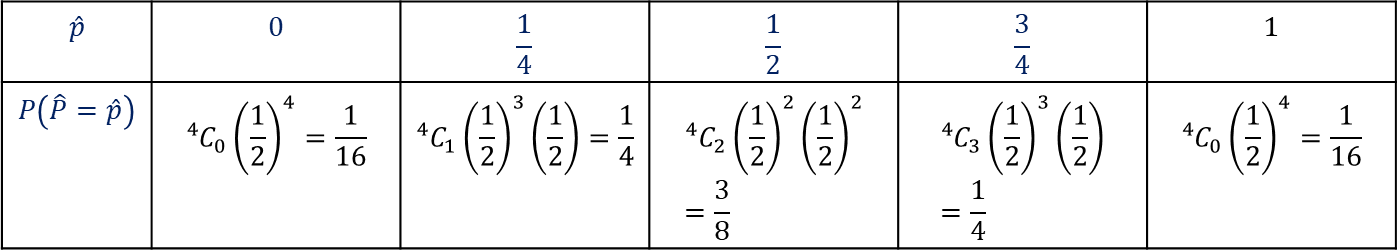 p̂ 0 1/4 1/2 3/4 1
P(P̂ = p̂) ⁴C₀(1/2)⁴ = 1/16 ⁴C₁(1/2)³(1/2) = 1/4 ⁴C₂(1/2)²(1/2)² = 3/8 ⁴C₃(1/2)³(1/2) = 1/4 ⁴C₀(1/2)⁴ = 1/16